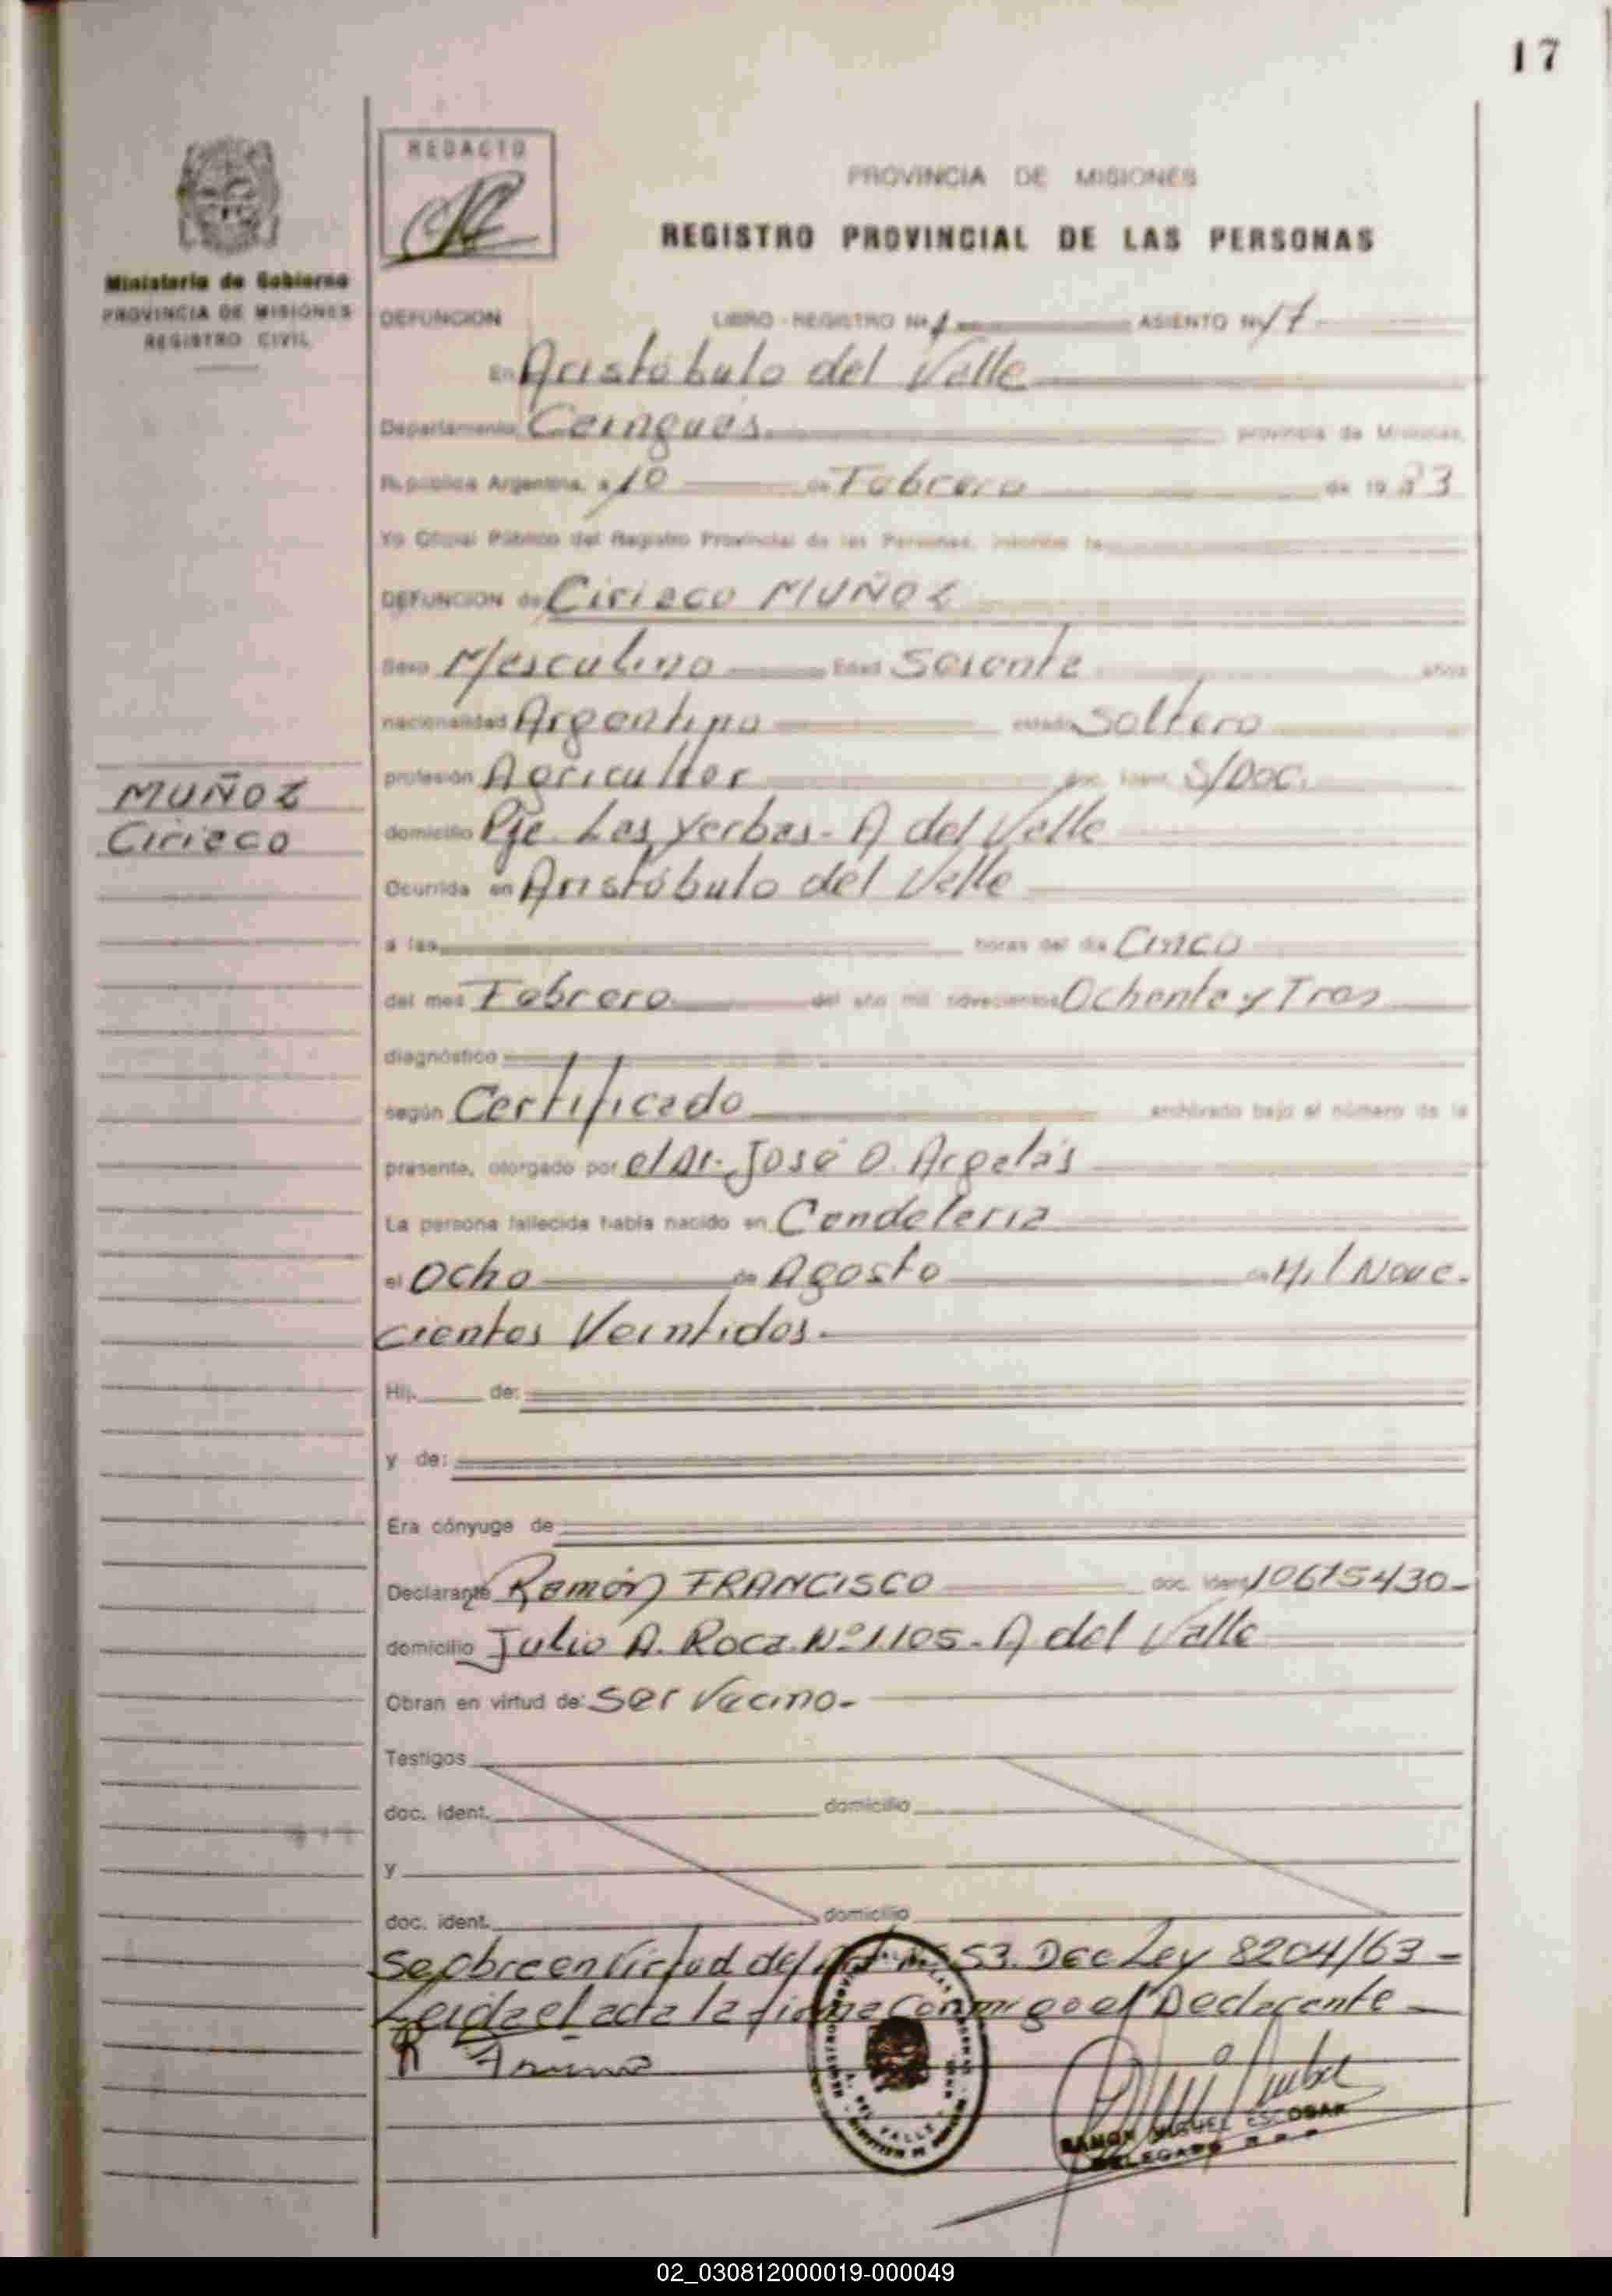 17
REDACTO
PROVINCIA DE MISIONES
REGISTRO PROVINCIAL DE LAS PERSONAS
Ministerio de Gobierno
PROVINCIA DE MISIONES
REGISTRO CIVIL
DEFUNCION LIBRO - REGISTRO Nº 1 ASIENTO Nº 17
En Aristóbulo del Valle
Departamento Cainguás provincia de Misiones,
República Argentina, a 10 de Febrero de 1983
Yo Oficial Público del Registro Provincial de las Personas, inscribo la
DEFUNCION de Ciriaco MUÑOZ
Sexo Masculino Edad Sesenta años
nacionalidad Argentino estado Soltero
profesión Agricultor doc. ident. S/Doc.
MUÑOZ
Ciriaco
domicilio Pje. Las Yerbas - A del Valle
Ocurrida en Aristóbulo del Valle
a las horas del día Cinco
del mes Febrero del año mil novecientos Ochenta y Tres
diagnóstico
según Certificado archivado bajo el número de la
presente, otorgado por el Dr. José O. Argelás
La persona fallecida había nacido en Candelaria
el Ocho de Agosto de Mil Nove-
cientos Veintidos.
Hij. de:
y de:
Era cónyuge de
Declarante Ramón FRANCISCO doc. ident.
domicilio Julio A. Roca Nº 1.105 - A del Valle
Obran en virtud de: Ser Vecino -
Testigos
doc. ident. domicilio
y
doc. ident. domicilio
Se obre en Virtud del 53. Dec Ley 8204/63 -
Leida el acta la firma Conmigo el Declarante
RAMON MIGUEL ESCOBAR
DELEGADO R P P
02_030812000019-000049